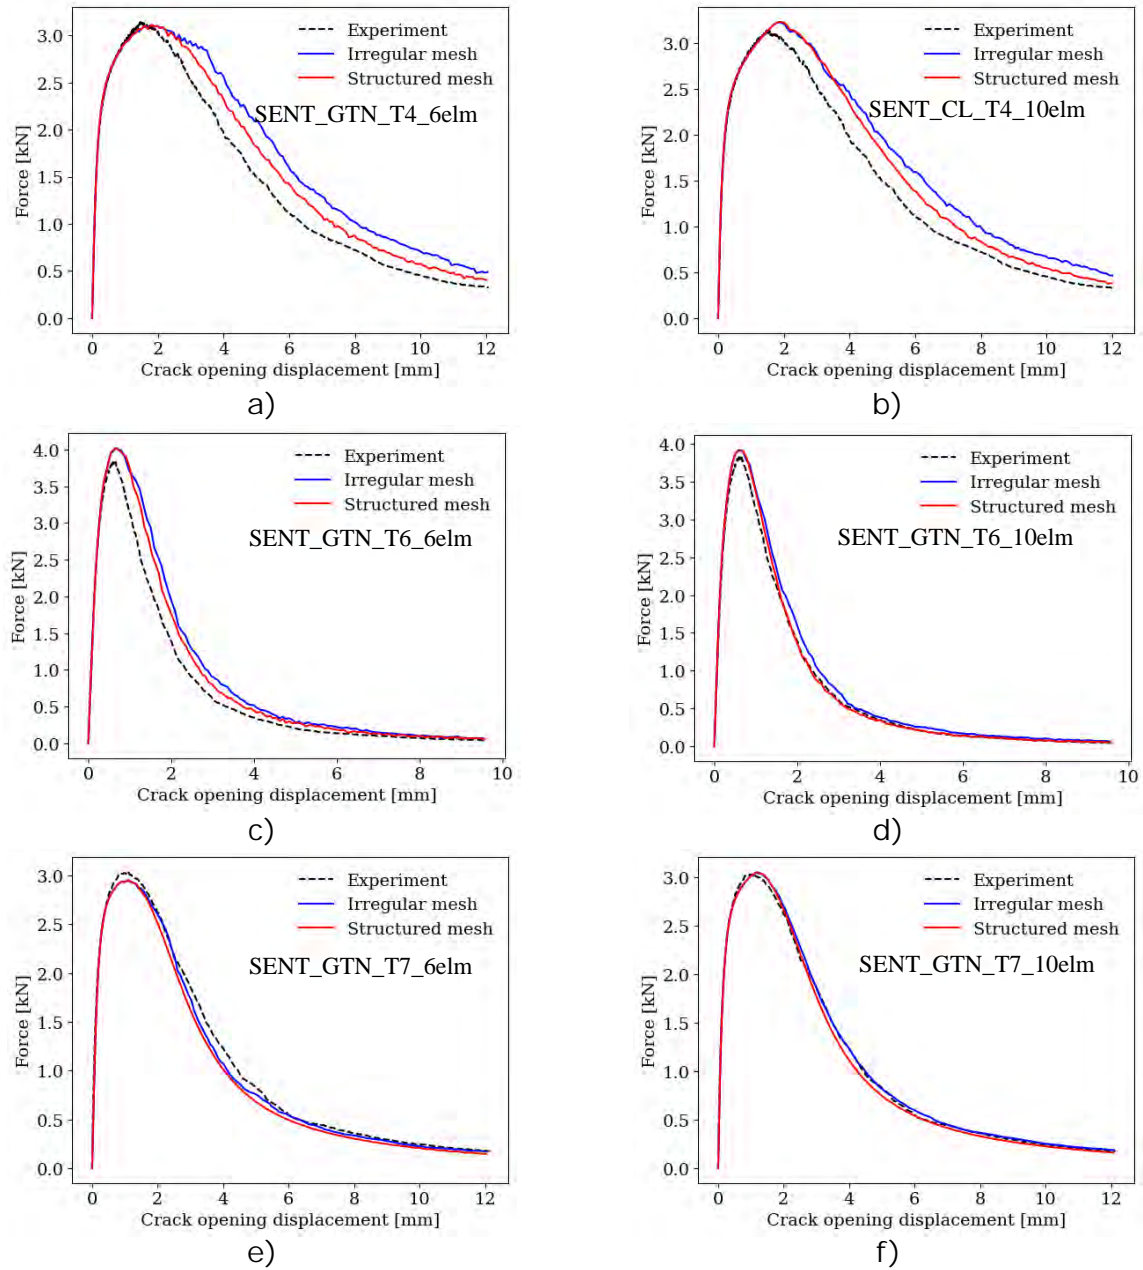 a)
Force [kN]
3.0
2.5
2.0
1.5
1.0
0.5
0.0
Experiment
Irregular mesh
Structured mesh
SENT_GTN_T4_6elm
0 2 4 6 8 10 12
Crack opening displacement [mm]
a)
b)
Force [kN]
3.0
2.5
2.0
1.5
1.0
0.5
0.0
Experiment
Irregular mesh
Structured mesh
SENT_CL_T4_10elm
0 2 4 6 8 10 12
Crack opening displacement [mm]
b)
Force [kN]
4.0
3.5
3.0
2.5
2.0
1.5
1.0
0.5
0.0
Experiment
Irregular mesh
Structured mesh
SENT_GTN_T6_6elm
0 2 4 6 8 10
Crack opening displacement [mm]
c)
Force [kN]
4.0
3.5
3.0
2.5
2.0
1.5
1.0
0.5
0.0
Experiment
Irregular mesh
Structured mesh
SENT_GTN_T6_10elm
0 2 4 6 8 10
Crack opening displacement [mm]
d)
Force [kN]
3.0
2.5
2.0
1.5
1.0
0.5
0.0
Experiment
Irregular mesh
Structured mesh
SENT_GTN_T7_6elm
0 2 4 6 8 10 12
Crack opening displacement [mm]
e)
Force [kN]
3.0
2.5
2.0
1.5
1.0
0.5
0.0
Experiment
Irregular mesh
Structured mesh
SENT_GTN_T7_10elm
0 2 4 6 8 10 12
Crack opening displacement [mm]
f)